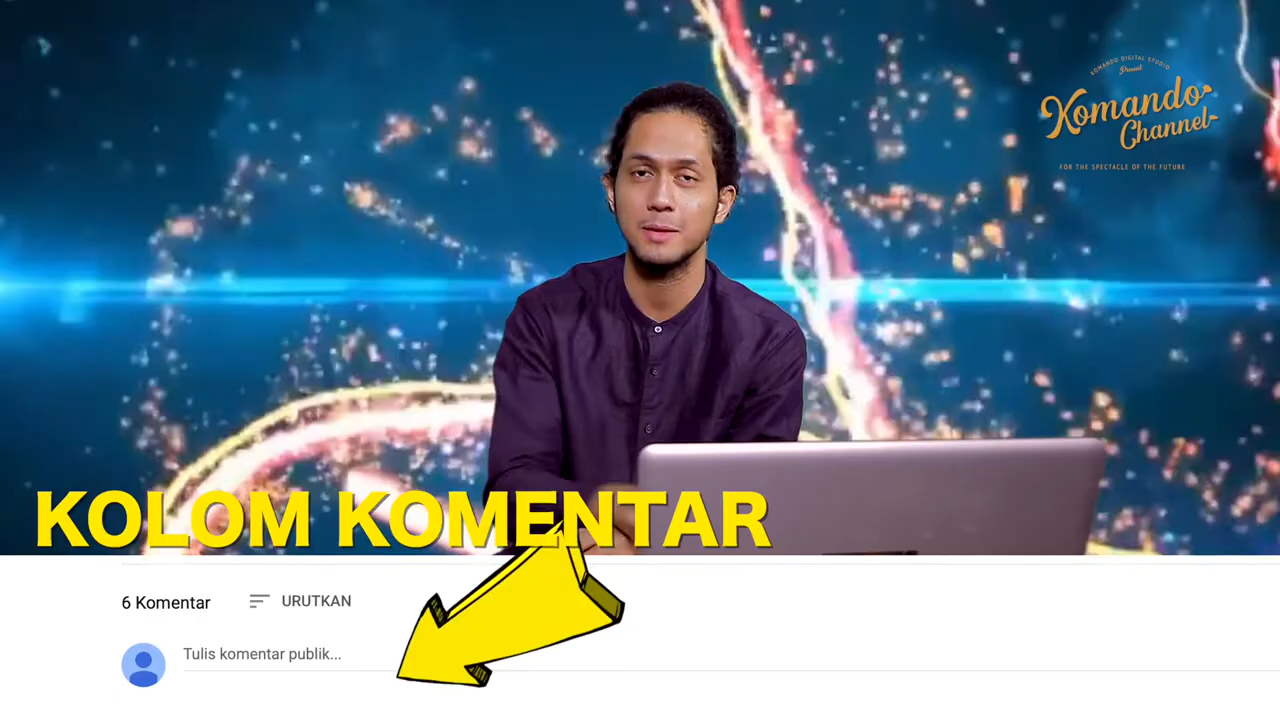 KOMANDO DIGITAL STUDIO
Present
Komando
Channel
FOR THE SPECTACLE OF THE FUTURE
KOLOM KOMENTAR
6 Komentar
URUTKAN
Tulis komentar publik...